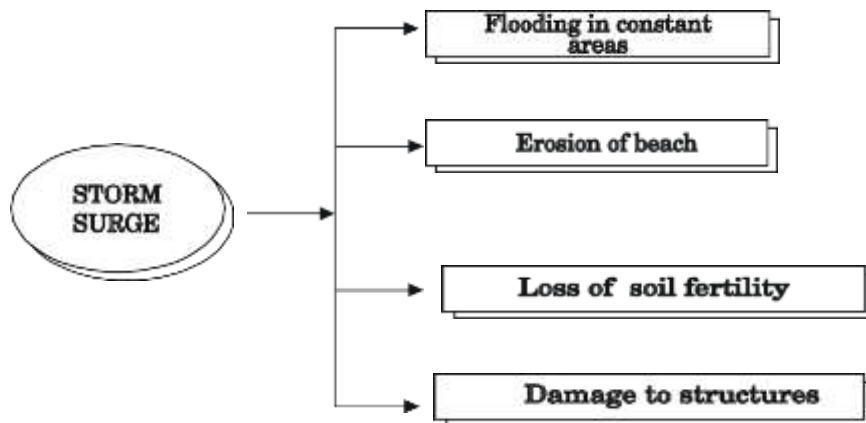 Flooding in constant
areas
Erosion of beach
STORM
SURGE
Loss of soil fertility
Damage to structures